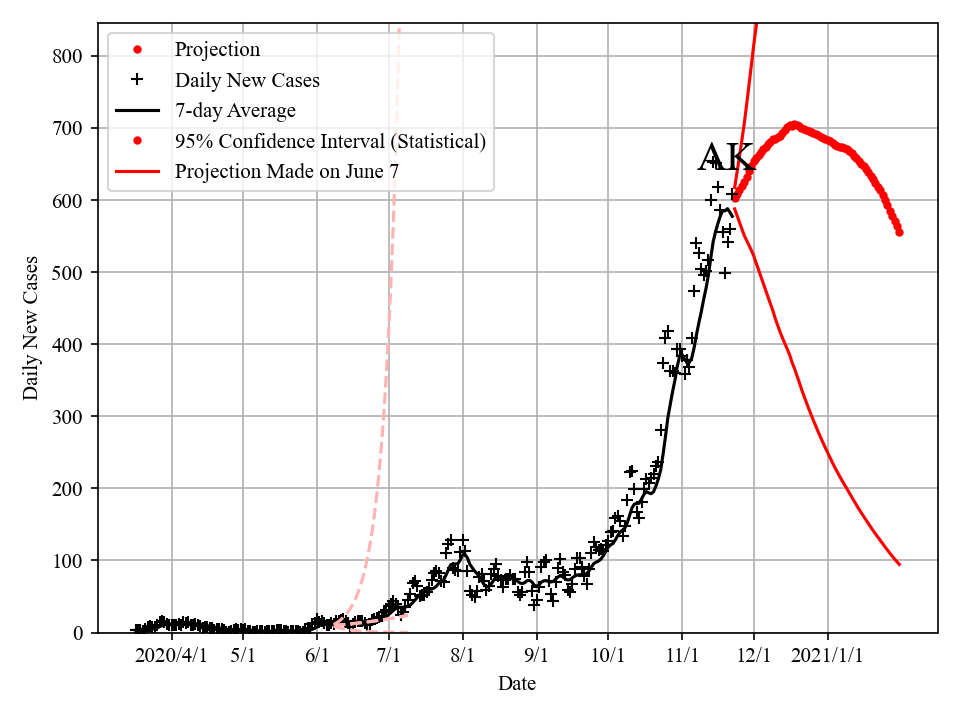 800
700
600
500
400
300
200
100
0
Daily New Cases
Projection
Daily New Cases
7-day Average
95% Confidence Interval (Statistical)
Projection Made on June 7
AK
2020/4/1 5/1 6/1 7/1 8/1 9/1 10/1 11/1 12/1 2021/1/1
Date